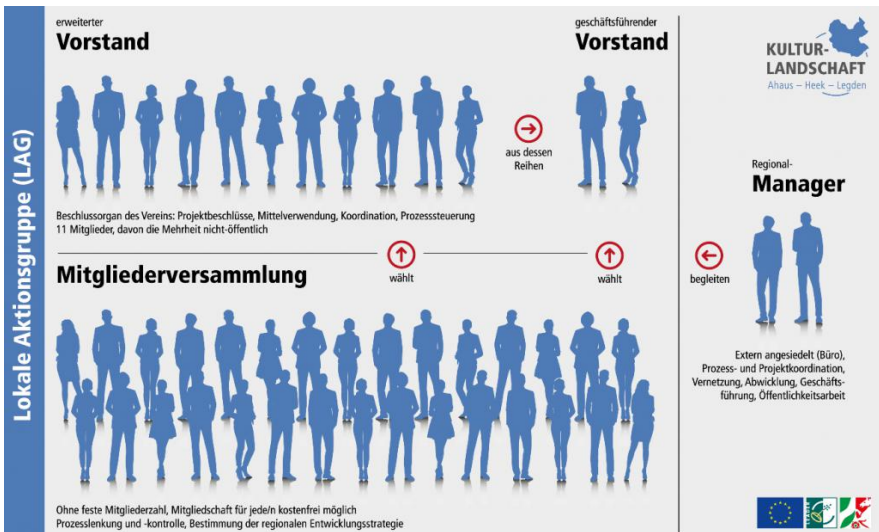 Lokale Aktionsgruppe (LAG)
erweiterter
Vorstand
geschäftsführender
Vorstand
aus dessen
Reihen
Beschlussorgan des Vereins: Projektbeschlüsse, Mittelverwendung, Koordination, Prozesssteuerung
11 Mitglieder, davon die Mehrheit nicht-öffentlich
Mitgliederversammlung
wählt
wählt
Ohne feste Mitgliederzahl, Mitgliedschaft für jede/n kostenfrei möglich
Prozesslenkung und -kontrolle, Bestimmung der regionalen Entwicklungsstrategie
KULTUR-
LANDSCHAFT
Ahaus – Heek – Legden
Regional-
Manager
begleiten
Extern angesiedelt (Büro),
Prozess- und Projektkoordination,
Vernetzung, Abwicklung, Geschäfts-
führung, Öffentlichkeitsarbeit